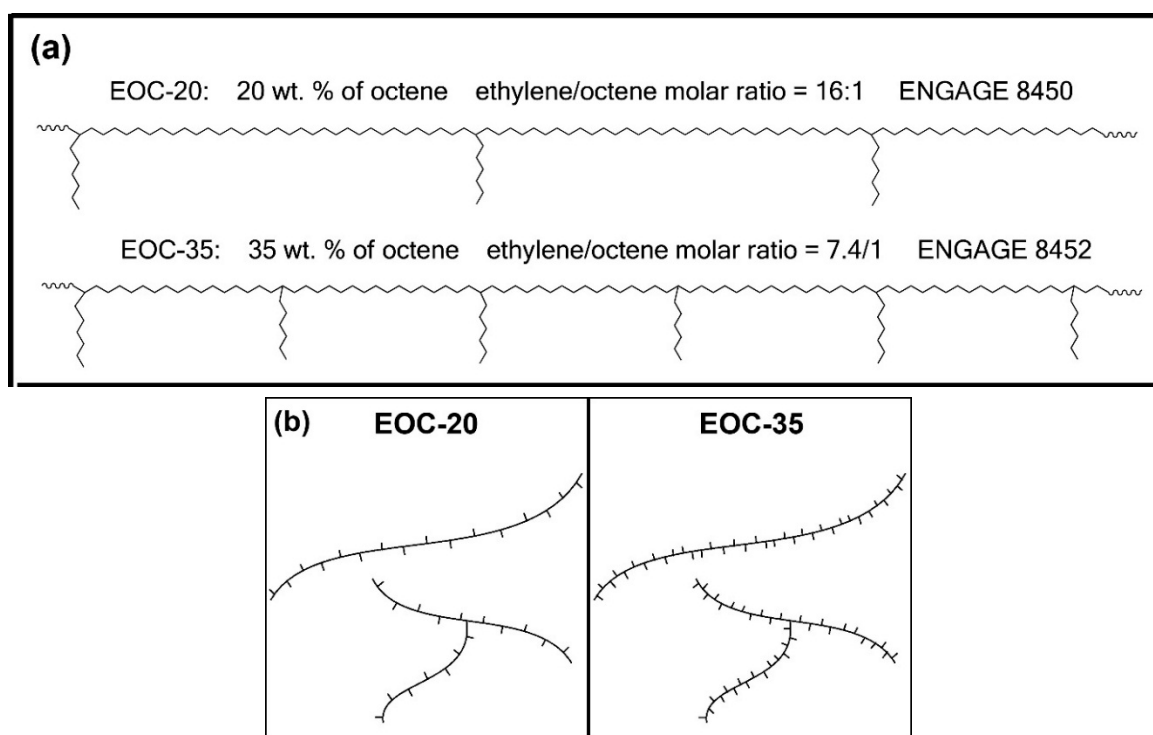 (a)
EOC-20: 20 wt. % of octene ethylene/octene molar ratio = 16:1 ENGAGE 8450
EOC-35: 35 wt. % of octene ethylene/octene molar ratio = 7.4/1 ENGAGE 8452
(b) EOC-20 EOC-35